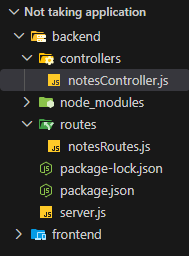 Not taking application
backend
controllers
notesController.js
node_modules
routes
notesRoutes.js
package-lock.json
package.json
server.js
frontend